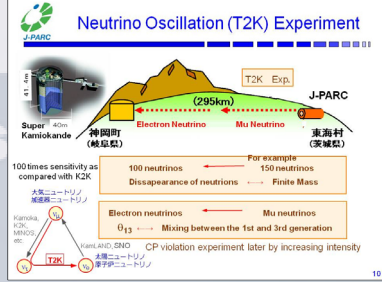 Neutrino Oscillation (T2K) Experiment
J-PARC
T2K Exp.
41.4m
40m
(295km)
J-PARC
Super
Kamiokande
Electron Neutrino
Mu Neutrino
神岡町
(岐阜県)
東海村
(茨城県)
100 times sensitivity as
compared with K2K
For example
100 neutrinos
150 neutrinos
Dissapearance of neutrions
Finite Mass
大気ニュートリノ
加速器ニュートリノ
νμ
Kamioka,
K2K,
MINOS,
etc.
KamLAND, SNO
T2K
ντ
νe
太陽ニュートリノ
原子炉ニュートリノ
Electron neutrinos
Mu neutrinos
θ13
Mixing between the 1st and 3rd generation
CP violation experiment later by increasing intensity
10